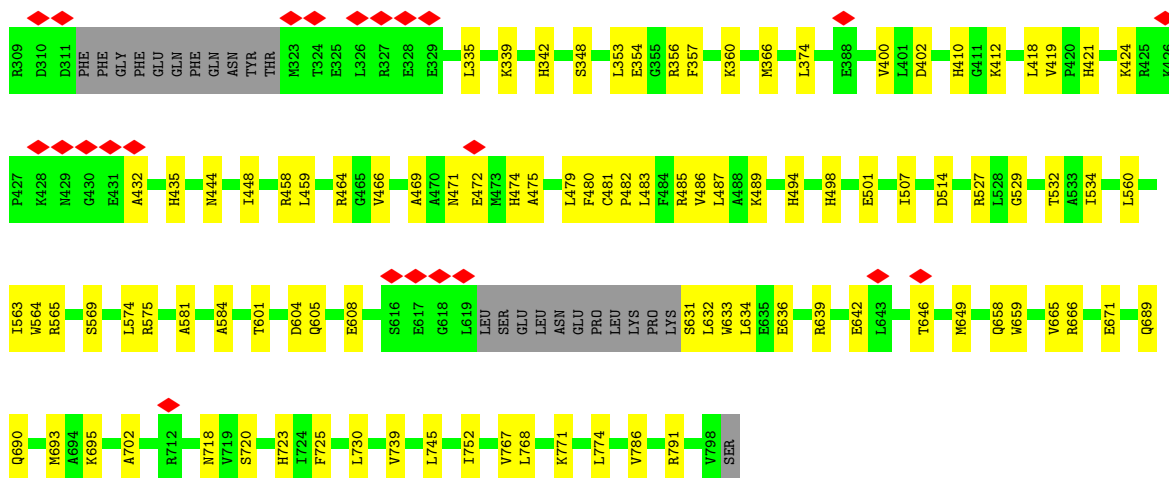 R309 D310 D311 PHE PHE GLY PHE GLU GLN PHE GLN ASN TYR THR M323 T324 E325 L326 R327 E328 E329 L335 K339 H342 S348 L353 E354 G355 R356 F357 K360 M366 L374 E388 V400 L401 D402 H410 G411 K412 L418 V419 P420 H421 K424 R425 K426
P427 K428 N429 G430 E431 A432 H435 N444 I448 R458 L459 R464 G465 V466 A469 A470 N471 E472 M473 H474 A475 L479 F480 C481 P482 L483 F484 R485 V486 L487 A488 K489 H494 H498 E501 I507 D514 R527 L528 G529 T532 A533 I534 L560
I563 W564 R565 S569 L574 R575 A581 A584 T601 D604 Q605 E608 S616 E617 G618 L619 LEU SER GLU LEU ASN GLU PRO LEU LYS PRO LYS S631 L632 W633 L634 E635 E636 R639 E642 L643 T646 M649 Q658 W659 V665 R666 E671 Q689
Q690 M693 A694 K695 A702 R712 N718 V719 S720 H723 I724 F725 L730 V739 L745 I752 V767 L768 K771 L774 V786 R791 V798 SER